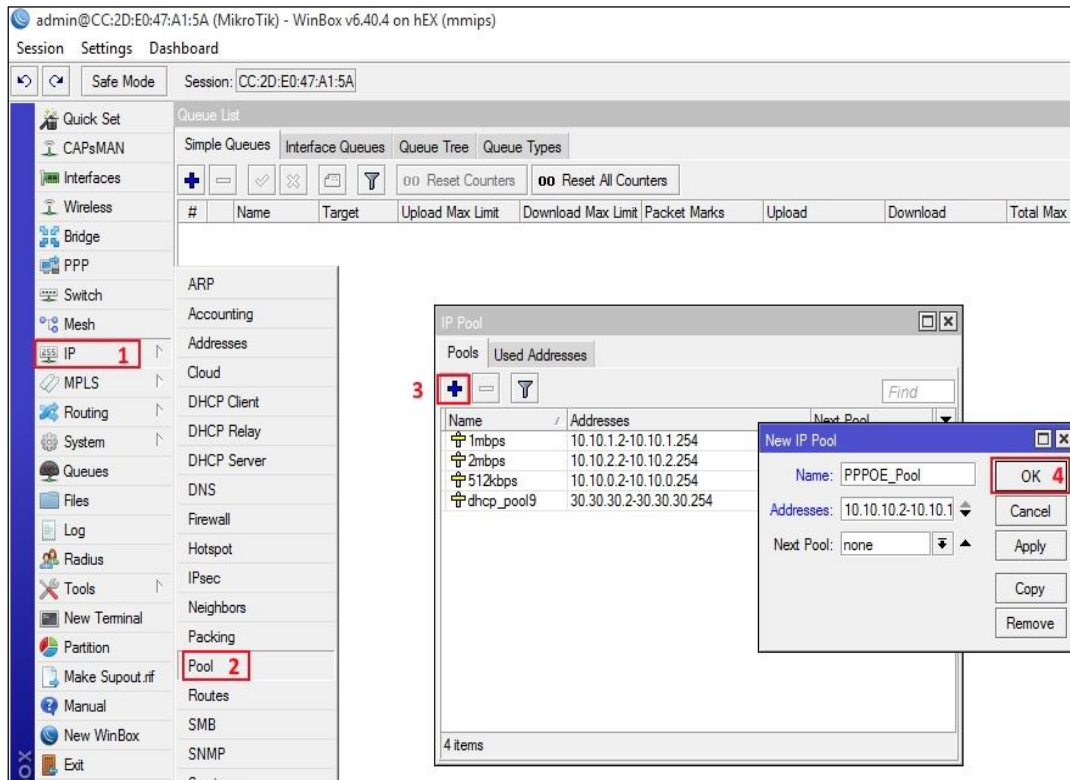 admin@CC:2D:E0:47:A1:5A (MikroTik) - WinBox v6.40.4 on hEX (mmips)
Session Settings Dashboard
Safe Mode Session: CC:2D:E0:47:A1:5A
Quick Set
CAPsMAN
Interfaces
Wireless
Bridge
PPP
Switch
Mesh
IP 1
MPLS
Routing
System
Queues
Files
Log
Radius
Tools
New Terminal
Partition
Make Supout.rif
Manual
New WinBox
Exit
OX
Queue List
Simple Queues Interface Queues Queue Tree Queue Types
00 Reset Counters 00 Reset All Counters
# Name Target Upload Max Limit Download Max Limit Packet Marks Upload Download Total Max
ARP
Accounting
Addresses
Cloud
DHCP Client
DHCP Relay
DHCP Server
DNS
Firewall
Hotspot
IPsec
Neighbors
Packing
Pool 2
Routes
SMB
SNMP
IP Pool
Pools Used Addresses
3 Find
Name / Addresses Next Pool
1mbps 10.10.1.2-10.10.1.254
2mbps 10.10.2.2-10.10.2.254
512kbps 10.10.0.2-10.10.0.254
dhcp_pool9 30.30.30.2-30.30.30.254
4 items
New IP Pool
Name: PPPOE_Pool
Addresses: 10.10.10.2-10.10.1
Next Pool: none
OK 4
Cancel
Apply
Copy
Remove